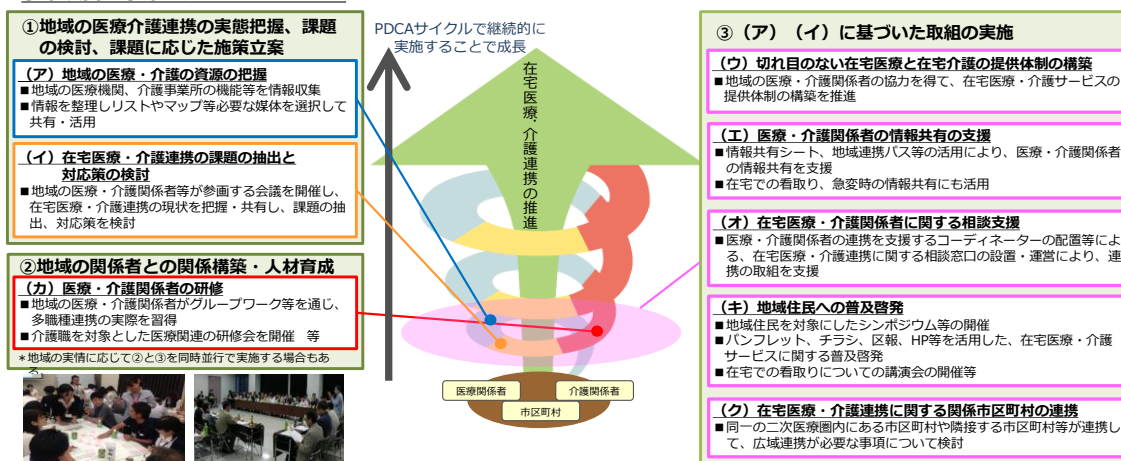 ①地域の医療介護連携の実態把握、課題
の検討、課題に応じた施策立案
(ア)地域の医療・介護の資源の把握
■地域の医療機関、介護事業所の機能等を情報収集
■情報を整理しリストやマップ等必要な媒体を選択して
共有・活用
(イ)在宅医療・介護連携の課題の抽出と
対応策の検討
■地域の医療・介護関係者等が参画する会議を開催し、
在宅医療・介護連携の現状を把握・共有し、課題の抽
出、対応策を検討
②地域の関係者との関係構築・人材育成
(カ)医療・介護関係者の研修
■地域の医療・介護関係者がグループワーク等を通じ、
多職種連携の実際を習得
■介護職を対象とした医療関連の研修会を開催 等
*地域の実情に応じて②と③を同時並行で実施する場合もあ
る
PDCAサイクルで継続的に
実施することで成長
在宅医療・介護連携の推進
医療関係者
介護関係者
市区町村
③(ア)(イ)に基づいた取組の実施
(ウ)切れ目のない在宅医療と在宅介護の提供体制の構築
■地域の医療・介護関係者の協力を得て、在宅医療・介護サービスの
提供体制の構築を推進
(エ)医療・介護関係者の情報共有の支援
■情報共有シート、地域連携パス等の活用により、医療・介護関係者
の情報共有を支援
■在宅での看取り、急変時の情報共有にも活用
(オ)在宅医療・介護関係者に関する相談支援
■医療・介護関係者の連携を支援するコーディネーターの配置等によ
る、在宅医療・介護連携に関する相談窓口の設置・運営により、連
携の取組を支援
(キ)地域住民への普及啓発
■地域住民を対象にしたシンポジウム等の開催
■パンフレット、チラシ、区報、HP等を活用した、在宅医療・介護
サービスに関する普及啓発
■在宅での看取りについての講演会の開催等
(ク)在宅医療・介護連携に関する関係市区町村の連携
■同一の二次医療圏内にある市区町村や隣接する市区町村等が連携し
て、広域連携が必要な事項について検討